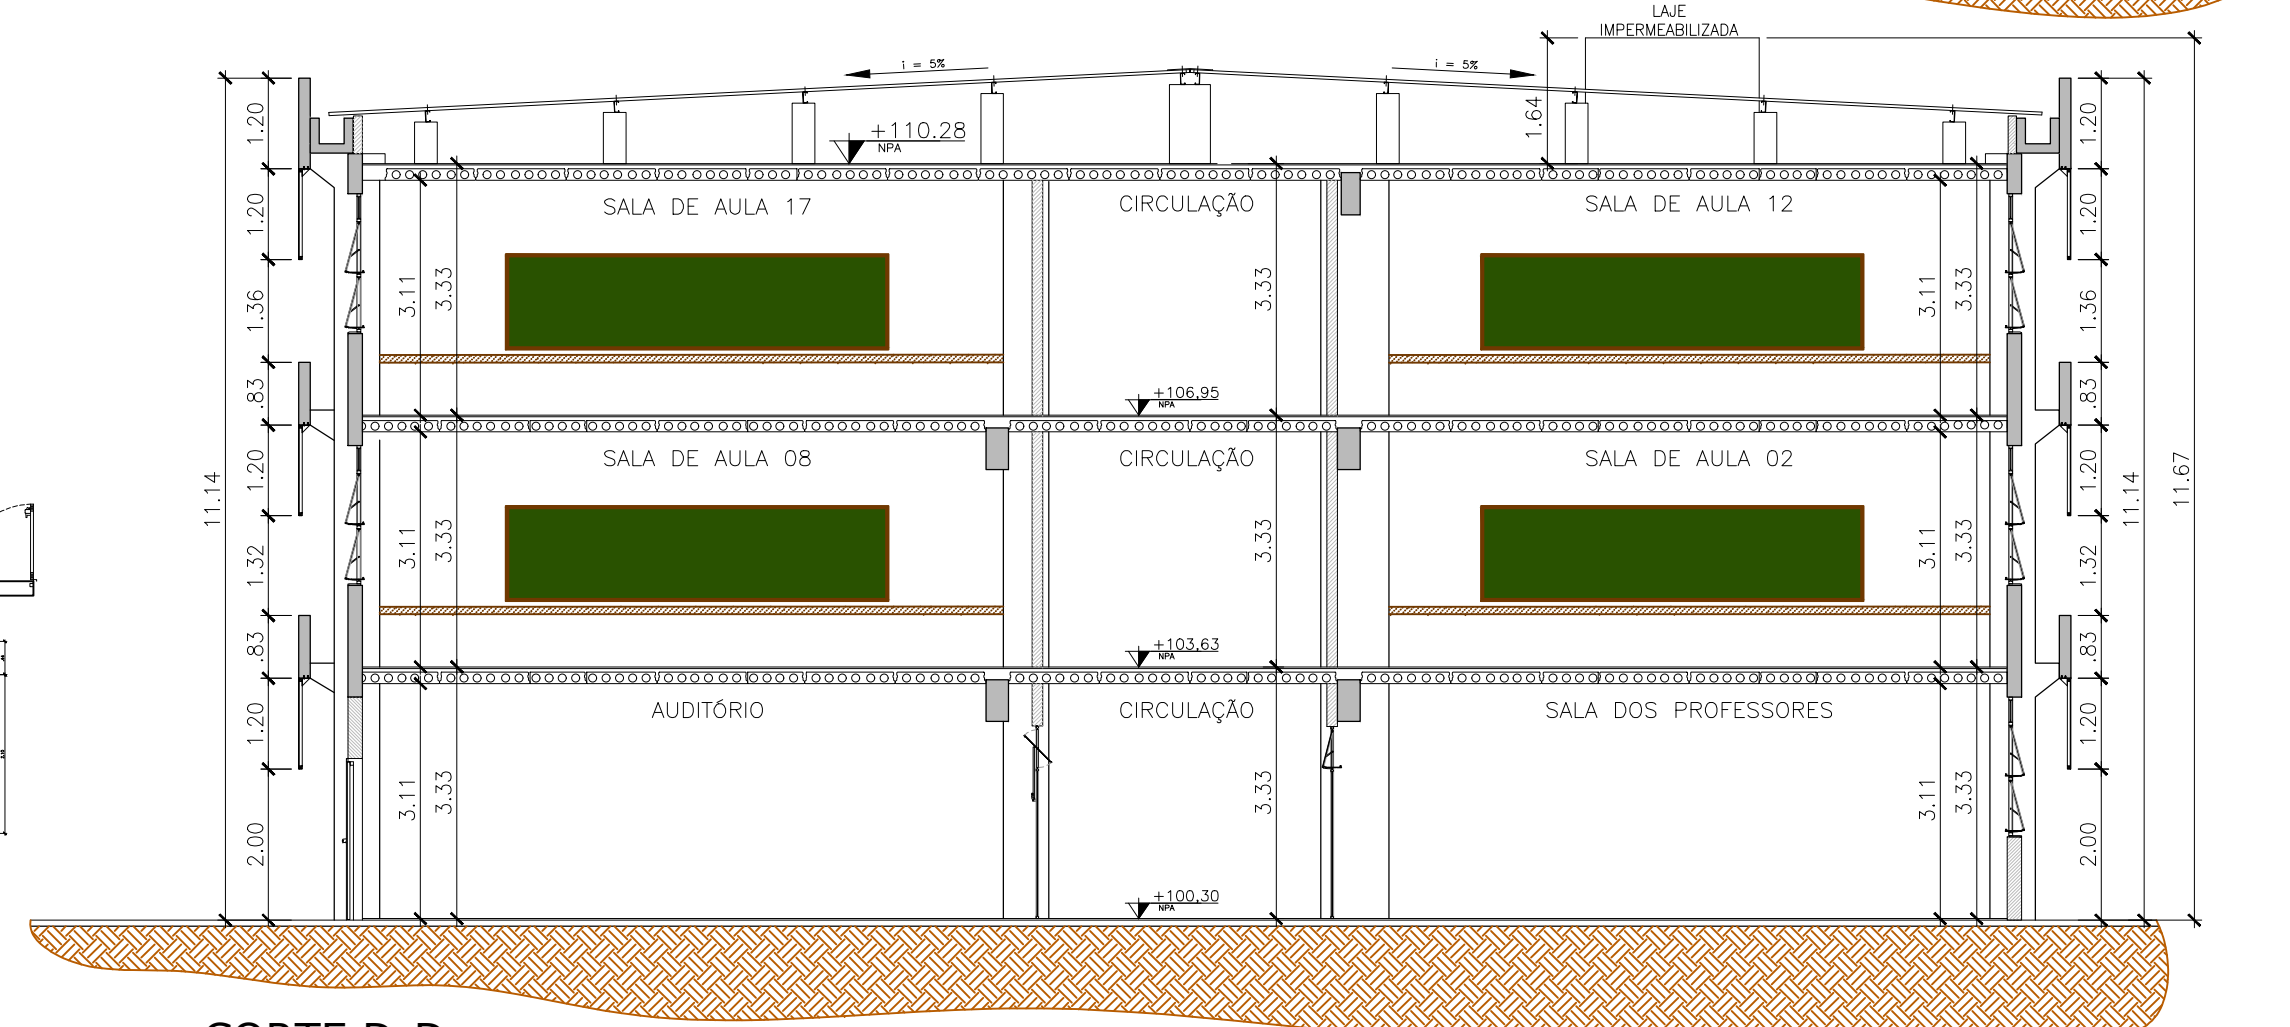 LAJE
IMPERMEABILIZADA
i = 5%
i = 5%
1.20
1.64
1.20
+110.28
NPA
SALA DE AULA 17
CIRCULAÇÃO
SALA DE AULA 12
1.20
1.20
3.11
3.33
3.33
3.11
3.33
1.36
1.36
+106,95
NPA
.83
.83
SALA DE AULA 08
CIRCULAÇÃO
SALA DE AULA 02
1.20
1.20
11.14
11.14
11.67
3.11
3.33
3.33
3.11
3.33
1.32
1.32
+103,63
NPA
.83
.83
AUDITÓRIO
CIRCULAÇÃO
SALA DOS PROFESSORES
1.20
1.20
3.11
3.33
3.33
3.11
3.33
2.00
2.00
+100,30
NPA